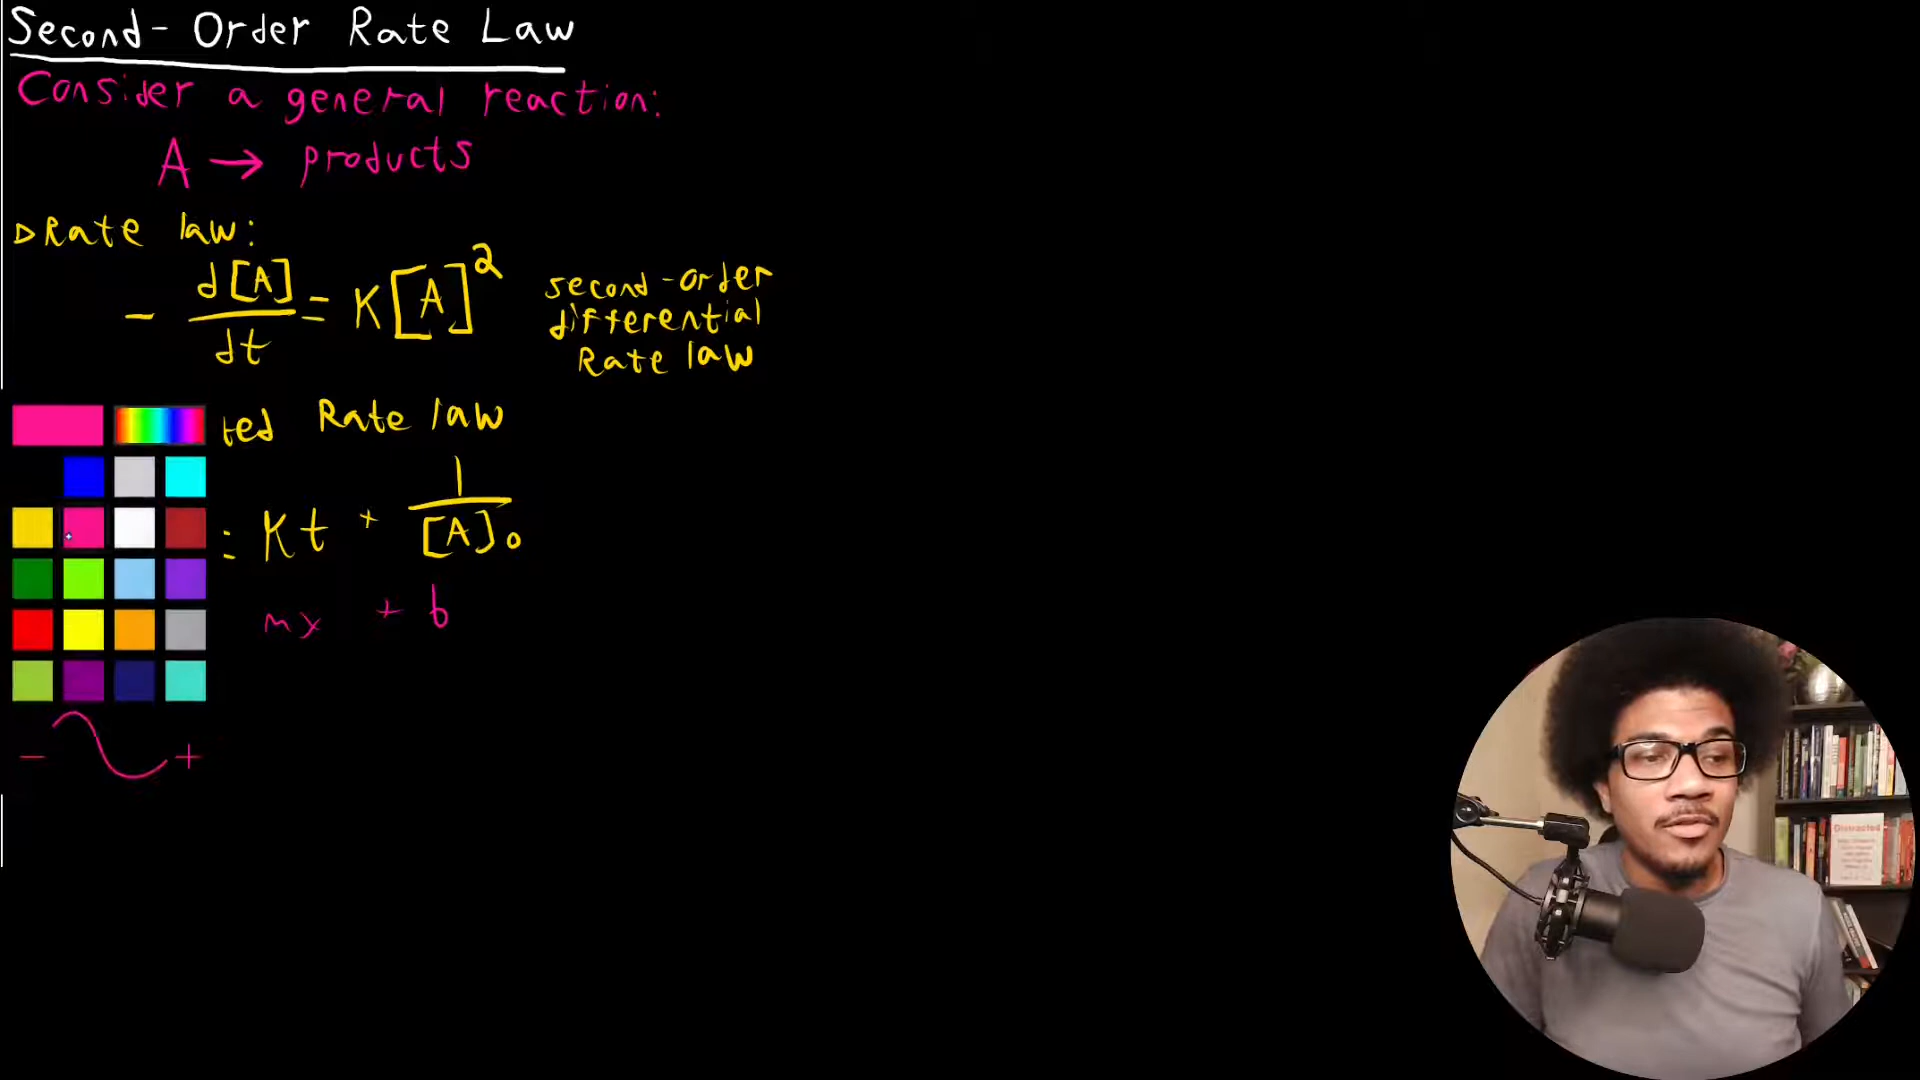 Second-Order Rate Law
Consider a general reaction:
A → products
▷Rate law:
- d[A]/dt = K[A]² second-order differential Rate law
ted Rate law
= Kt + 1/[A]₀
mx + b
- +
Distracted